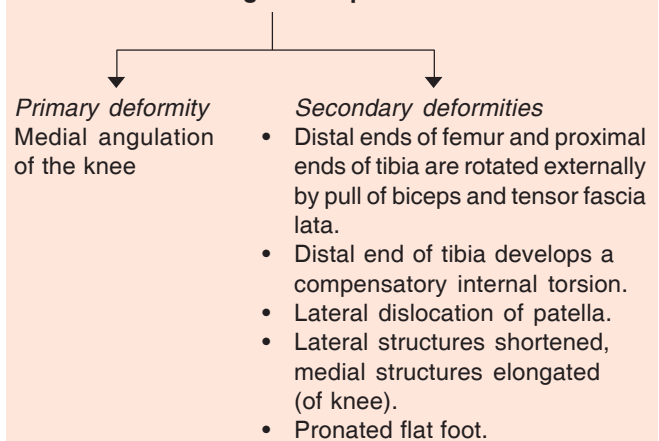 Primary deformity
Medial angulation
of the knee
Secondary deformities
• Distal ends of femur and proximal
ends of tibia are rotated externally
by pull of biceps and tensor fascia
lata.
• Distal end of tibia develops a
compensatory internal torsion.
• Lateral dislocation of patella.
• Lateral structures shortened,
medial structures elongated
(of knee).
• Pronated flat foot.